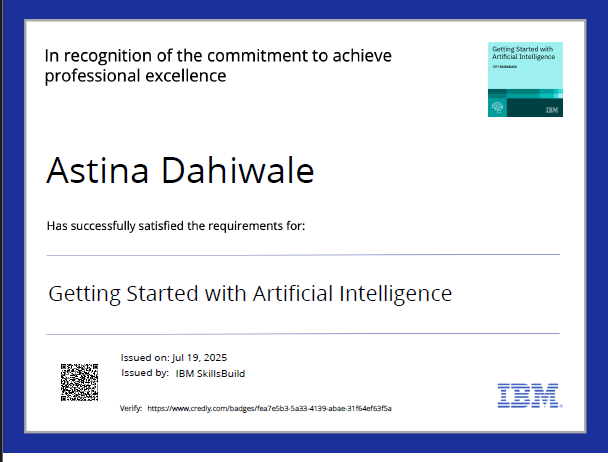 In recognition of the commitment to achieve
professional excellence
Getting Started with
Artificial Intelligence
IBM SkillsBuild
IBM
Astina Dahiwale
Has successfully satisfied the requirements for:
Getting Started with Artificial Intelligence
Issued on: Jul 19, 2025
Issued by: IBM SkillsBuild
Verify: https://www.credly.com/badges/fea7e5b3-5a33-4139-abae-31f64ef63f5a
IBM